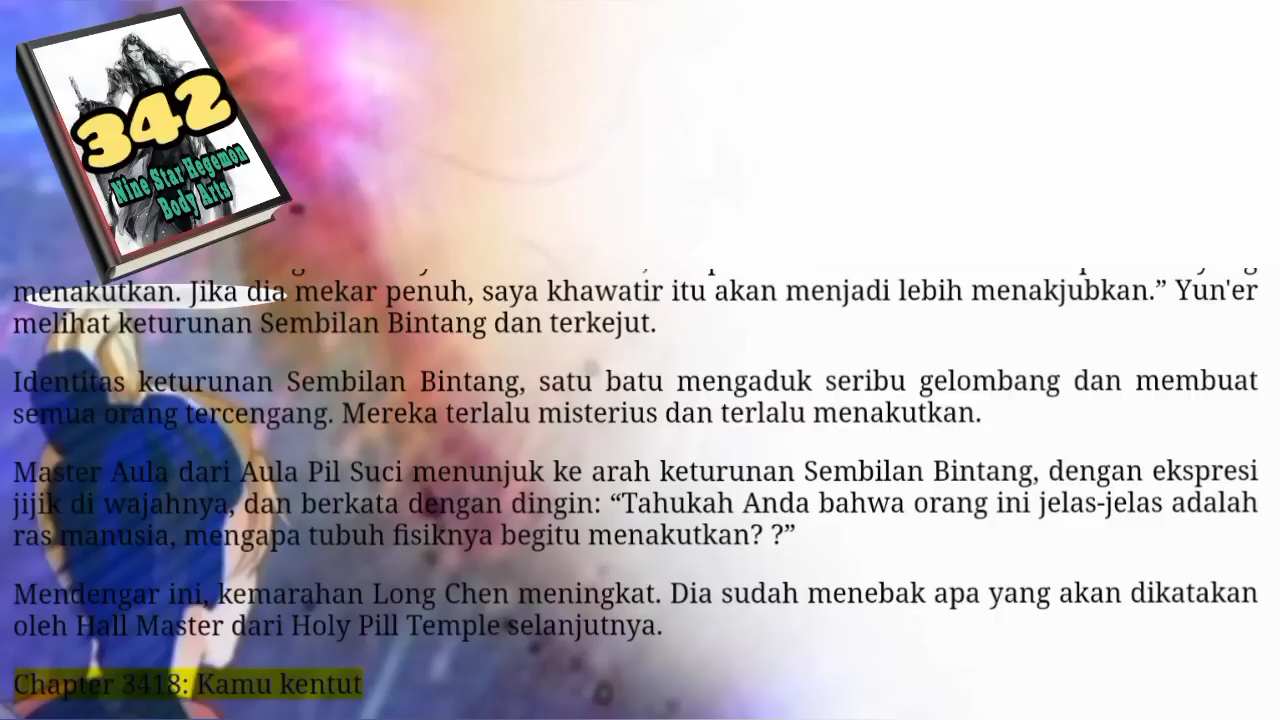 342
Nine Star Hegemon
Body Arts
menakutkan. Jika dia mekar penuh, saya khawatir itu akan menjadi lebih menakjubkan.” Yun'er
melihat keturunan Sembilan Bintang dan terkejut.
Identitas keturunan Sembilan Bintang, satu batu mengaduk seribu gelombang dan membuat
semua orang tercengang. Mereka terlalu misterius dan terlalu menakutkan.
Master Aula dari Aula Pil Suci menunjuk ke arah keturunan Sembilan Bintang, dengan ekspresi
jijik di wajahnya, dan berkata dengan dingin: “Tahukah Anda bahwa orang ini jelas-jelas adalah
ras manusia, mengapa tubuh fisiknya begitu menakutkan? ?”
Mendengar ini, kemarahan Long Chen meningkat. Dia sudah menebak apa yang akan dikatakan
oleh Hall Master dari Holy Pill Temple selanjutnya.
Chapter 3418: Kamu kentut